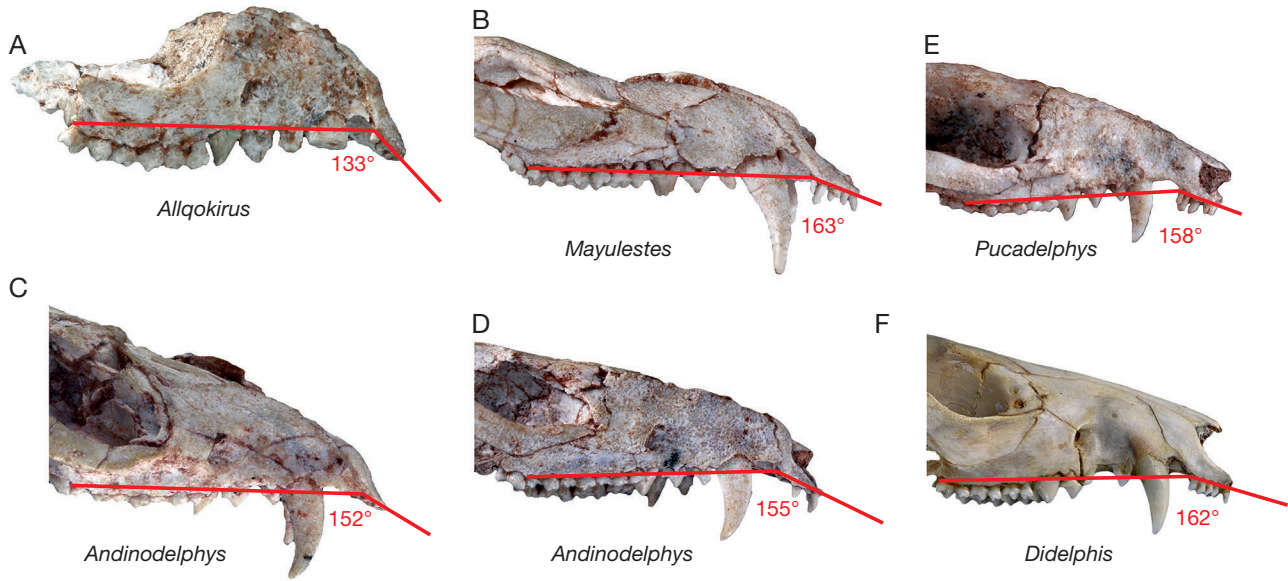 A
133°
Allqokirus
B
163°
Mayulestes
E
158°
Pucadelphys
C
152°
Andinodelphys
D
155°
Andinodelphys
F
162°
Didelphis